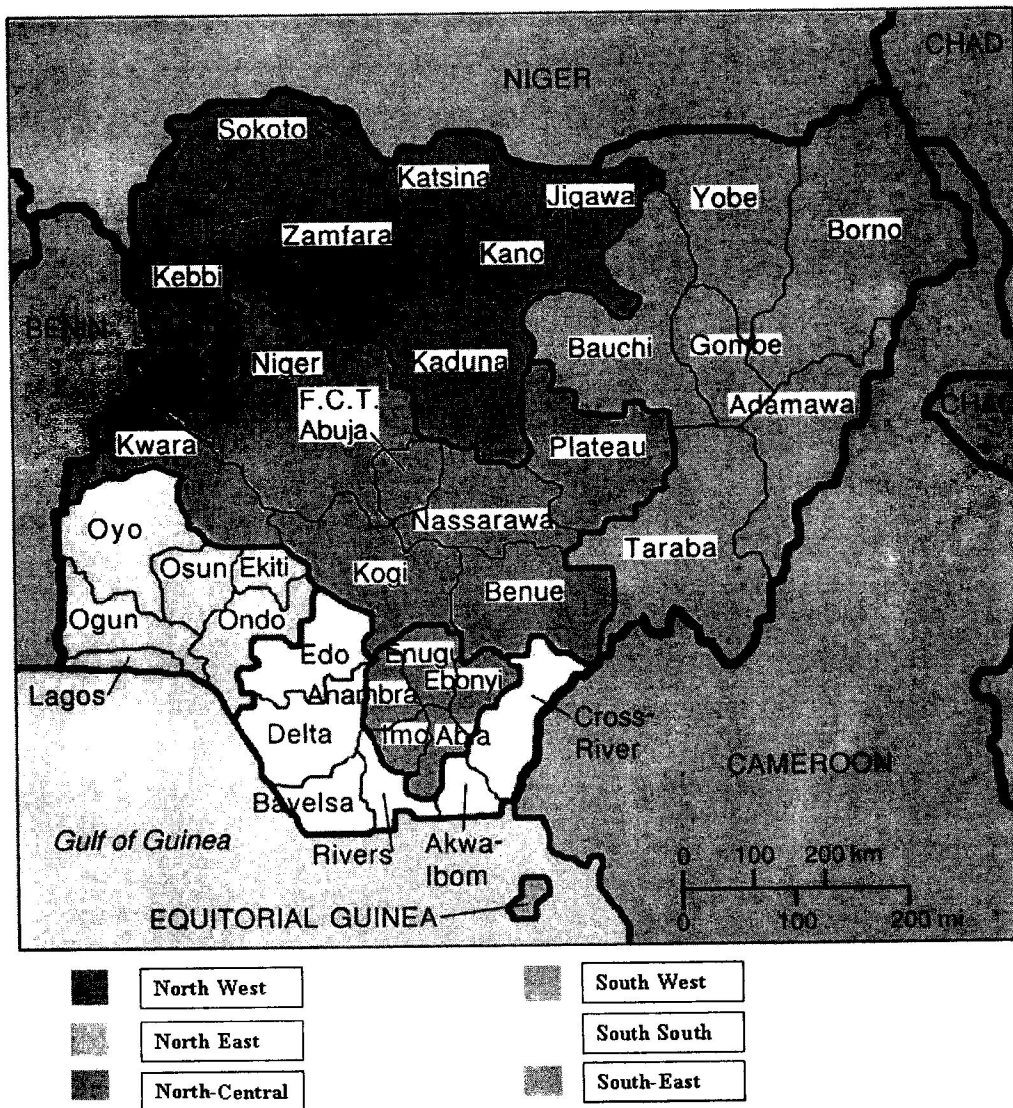 CHAD
NIGER
Sokoto
Katsina
Jigawa
Yobe
Zamfara
Kano
Borno
Kebbi
BENIN
Bauchi
Gombe
Niger
Kaduna
F.C.T.
Abuja
Adamawa
CHAD
Kwara
Plateau
Nassarawa
Oyo
Taraba
Osun
Ekiti
Kogi
Benue
Ogun
Ondo
Edo
Enugu
Ebonyi
Lagos
Anambra
Cross-
River
Delta
Imo
Abia
CAMEROON
Bayelsa
Gulf of Guinea
Rivers
Akwa-
Ibom
0 100 200 km
EQUITORIAL GUINEA
0 100 200 mi
North West
South West
North East
South South
North-Central
South-East